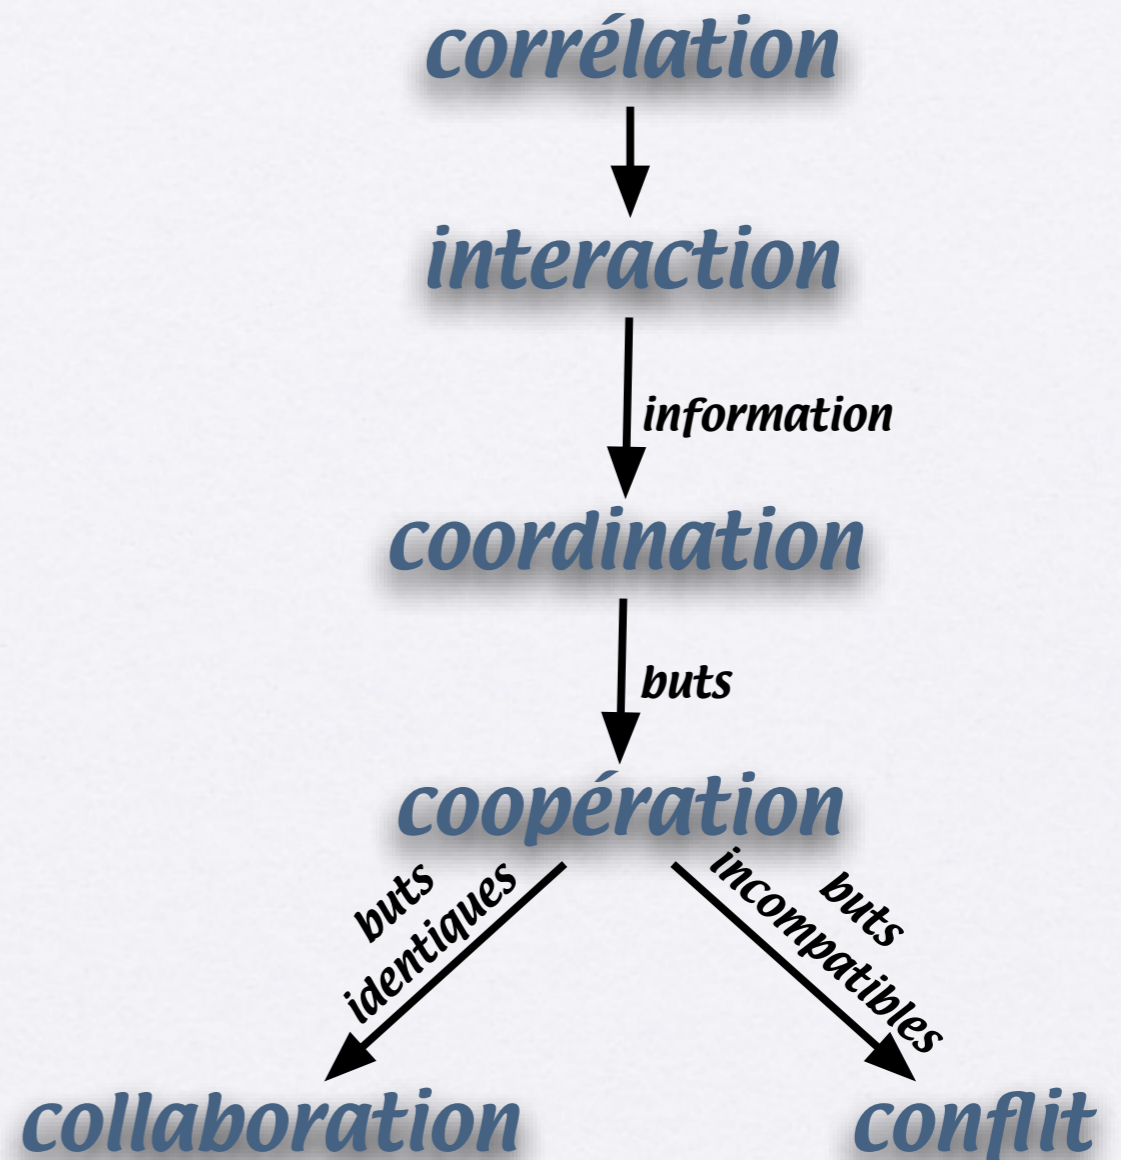 corrélation
interaction
information
coordination
buts
coopération
buts
identiques
buts
incompatibles
collaboration
conflit